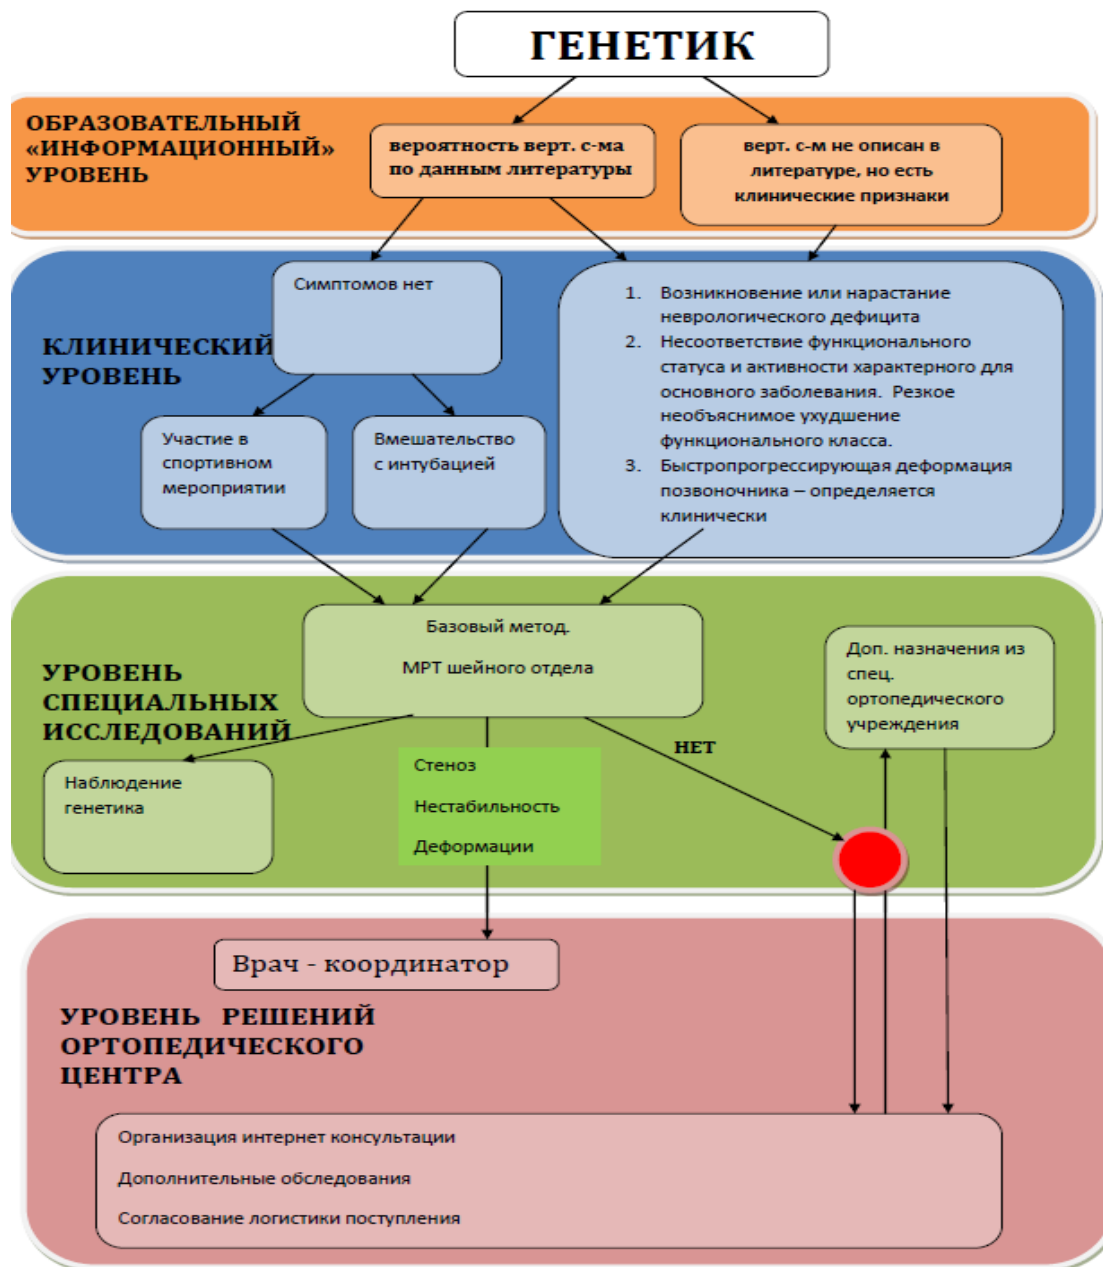 ГЕНЕТИК
ОБРАЗОВАТЕЛЬНЫЙ
«ИНФОРМАЦИОННЫЙ»
УРОВЕНЬ
вероятность верт. с-ма
по данным литературы
верт. с-м не описан в
литературе, но есть
клинические признаки
КЛИНИЧЕСКИЙ
УРОВЕНЬ
Симптомов нет
Участие в
спортивном
мероприятии
Вмешательство
с интубацией
1. Возникновение или нарастание
неврологического дефицита
2. Несоответствие функционального
статуса и активности характерного для
основного заболевания. Резкое
необъяснимое ухудшение
функционального класса.
3. Быстропрогрессирующая деформация
позвоночника – определяется
клинически
УРОВЕНЬ
СПЕЦИАЛЬНЫХ
ИССЛЕДОВАНИЙ
Базовый метод.
МРТ шейного отдела
Доп. назначения из
спец.
ортопедического
учреждения
НЕТ
Наблюдение
генетика
Стеноз
Нестабильность
Деформации
Врач - координатор
УРОВЕНЬ РЕШЕНИЙ
ОРТОПЕДИЧЕСКОГО
ЦЕНТРА
Организация интернет консультации
Дополнительные обследования
Согласование логистики поступления